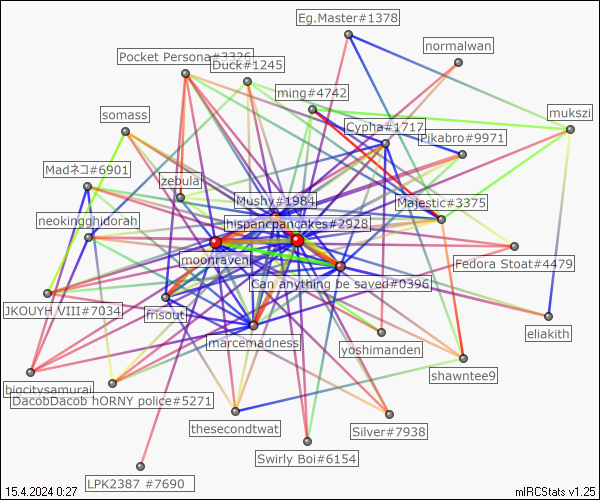 Eg.Master#1378
normalwan
Pocket Persona#3326
Duck#1245
ming#4742
somass
mukszi
Cypha#1717
Pikabro#9971
Madネコ#6901
zebula
Mushy#1984
Majestic#3375
neokingghidorah
hispancpancakes#2928
moonraven
Fedora Stoat#4479
Can anything be saved#0396
JKOUYH VIII#7034
frisout
eliakith
marcemadness
yoshimanden
shawntee9
bigcitysamurai
DacobDacob hORNY police#5271
thesecondtwat
Silver#7938
Swirly Boi#6154
LPK2387 #7690
15.4.2024 0:27
mIRCStats v1.25